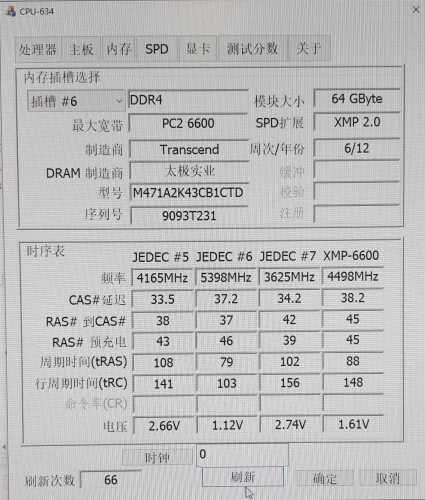 CPU-634
处理器 主板 内存 SPD 显卡 测试分数 关于
内存插槽选择
插槽 #6 DDR4 模块大小 64 GByte
最大宽带 PC2 6600 SPD扩展 XMP 2.0
制造商 Transcend 周次/年份 6/12
DRAM 制造商 太极实业 缓冲
型号 M471A2K43CB1CTD 校验
序列号 9093T231 注册
时序表
JEDEC #5 JEDEC #6 JEDEC #7 XMP-6600
频率 4165MHz 5398MHz 3625MHz 4498MHz
CAS#延迟 33.5 37.2 34.2 38.2
RAS# 到CAS# 38 37 42 45
RAS# 预充电 43 46 39 45
周期时间(tRAS) 108 79 102 88
行周期时间(tRC) 141 103 156 148
命令率(CR)
电压 2.66V 1.12V 2.74V 1.61V
时钟 0
刷新次数 66 刷新 确定 取消